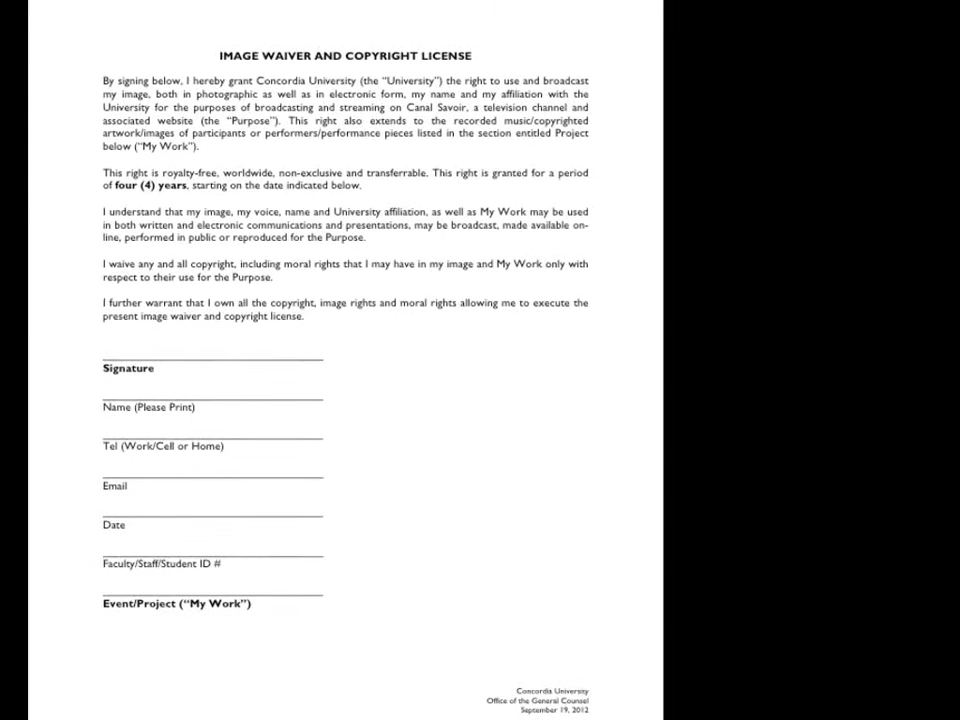 IMAGE WAIVER AND COPYRIGHT LICENSE
By signing below, I hereby grant Concordia University (the “University”) the right to use and broadcast
my image, both in photographic as well as in electronic form, my name and my affiliation with the
University for the purposes of broadcasting and streaming on Canal Savoir, a television channel and
associated website (the “Purpose”). This right also extends to the recorded music/copyrighted
artwork/images of participants or performers/performance pieces listed in the section entitled Project
below (“My Work”).
This right is royalty-free, worldwide, non-exclusive and transferrable. This right is granted for a period
of four (4) years, starting on the date indicated below.
I understand that my image, my voice, name and University affiliation, as well as My Work may be used
in both written and electronic communications and presentations, may be broadcast, made available on-
line, performed in public or reproduced for the Purpose.
I waive any and all copyright, including moral rights that I may have in my image and My Work only with
respect to their use for the Purpose.
I further warrant that I own all the copyright, image rights and moral rights allowing me to execute the
present image waiver and copyright license.
Signature
Name (Please Print)
Tel (Work/Cell or Home)
Email
Date
Faculty/Staff/Student ID #
Event/Project (“My Work”)
Concordia University
Office of the General Counsel
September 19, 2012